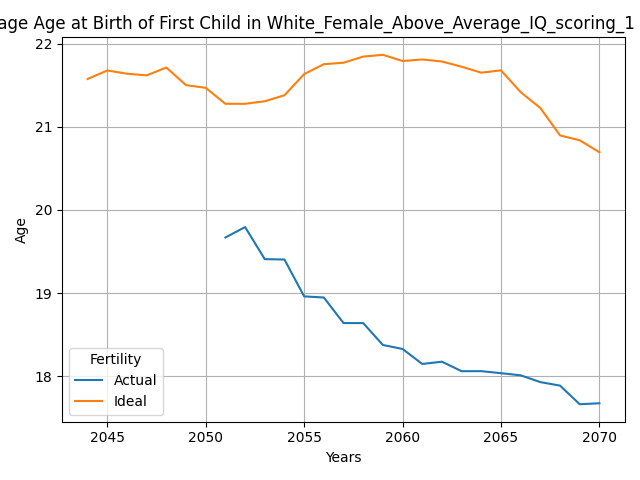 age Age at Birth of First Child in White_Female_Above_Average_IQ_scoring_1
22
21
20
19
18
Age
Fertility
Actual
Ideal
2045
2050
2055
2060
2065
2070
Years